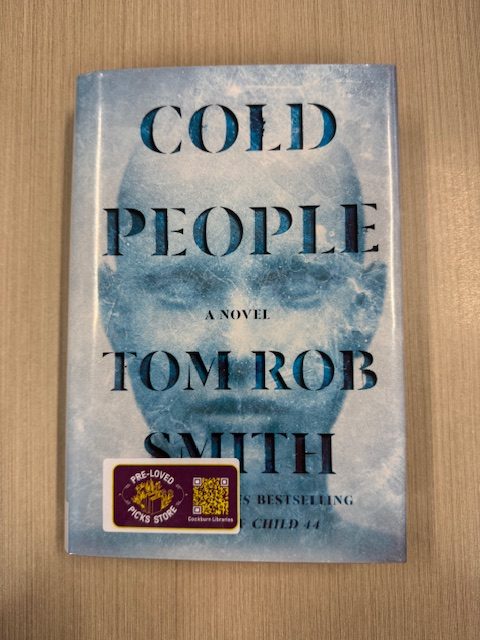 COLD
PEOPLE
A NOVEL
TOM ROB
SMITH
BESTSELLING
CHILD 44
PRE-LOVED
PICKS STORE
Cockburn Libraries